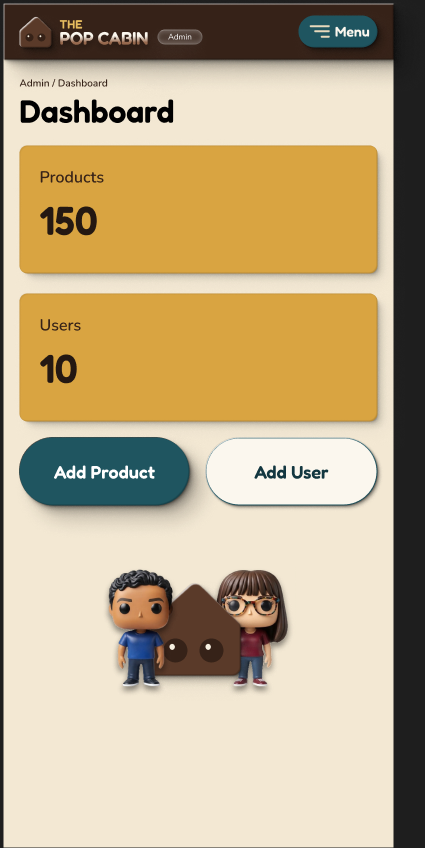 THE
POP CABIN
Admin
Menu
Admin / Dashboard
Dashboard
Products
150
Users
10
Add Product
Add User